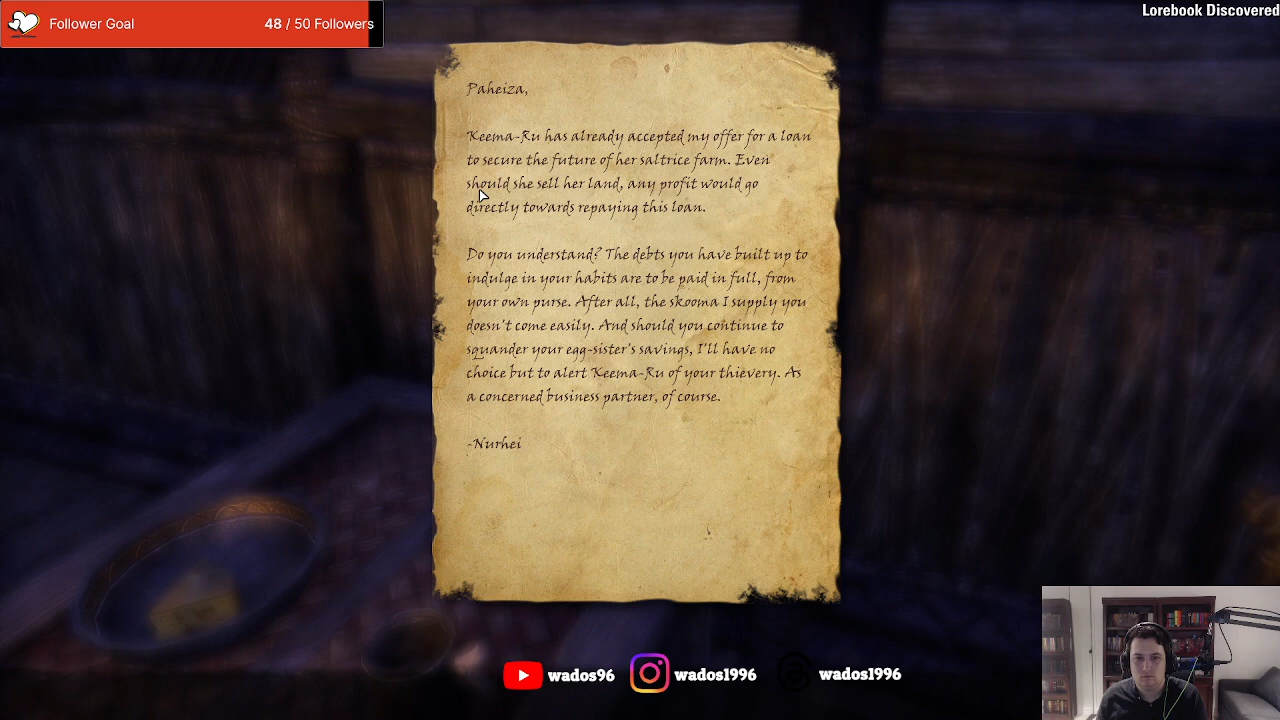 Follower Goal
48 / 50 Followers
Lorebook Discovered
Paheiza,
Keema-Ru has already accepted my offer for a loan
to secure the future of her saltrice farm. Even
should she sell her land, any profit would go
directly towards repaying this loan.
Do you understand? The debts you have built up to
indulge in your habits are to be paid in full, from
your own purse. After all, the skooma I supply you
doesn't come easily. And should you continue to
squander your egg-sister's savings, I'll have no
choice but to alert Keema-Ru of your thievery. As
a concerned business partner, of course.
-Nurhei
wados96
wados1996
wados1996